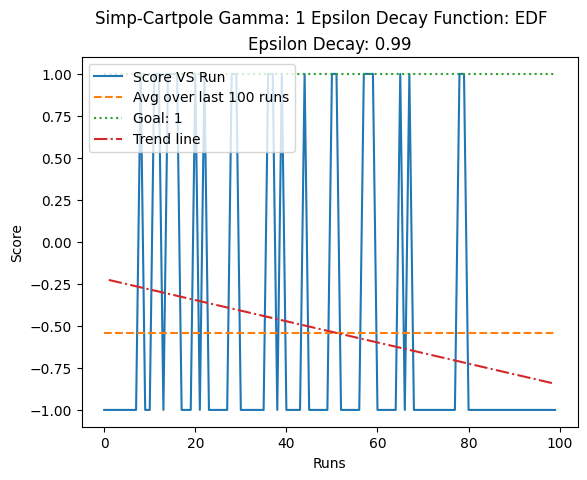 Simp-Cartpole Gamma: 1 Epsilon Decay Function: EDF
Epsilon Decay: 0.99
Score VS Run
Avg over last 100 runs
Goal: 1
Trend line
1.00
0.75
0.50
0.25
0.00
−0.25
−0.50
−0.75
−1.00
Score
0 20 40 60 80 100
Runs